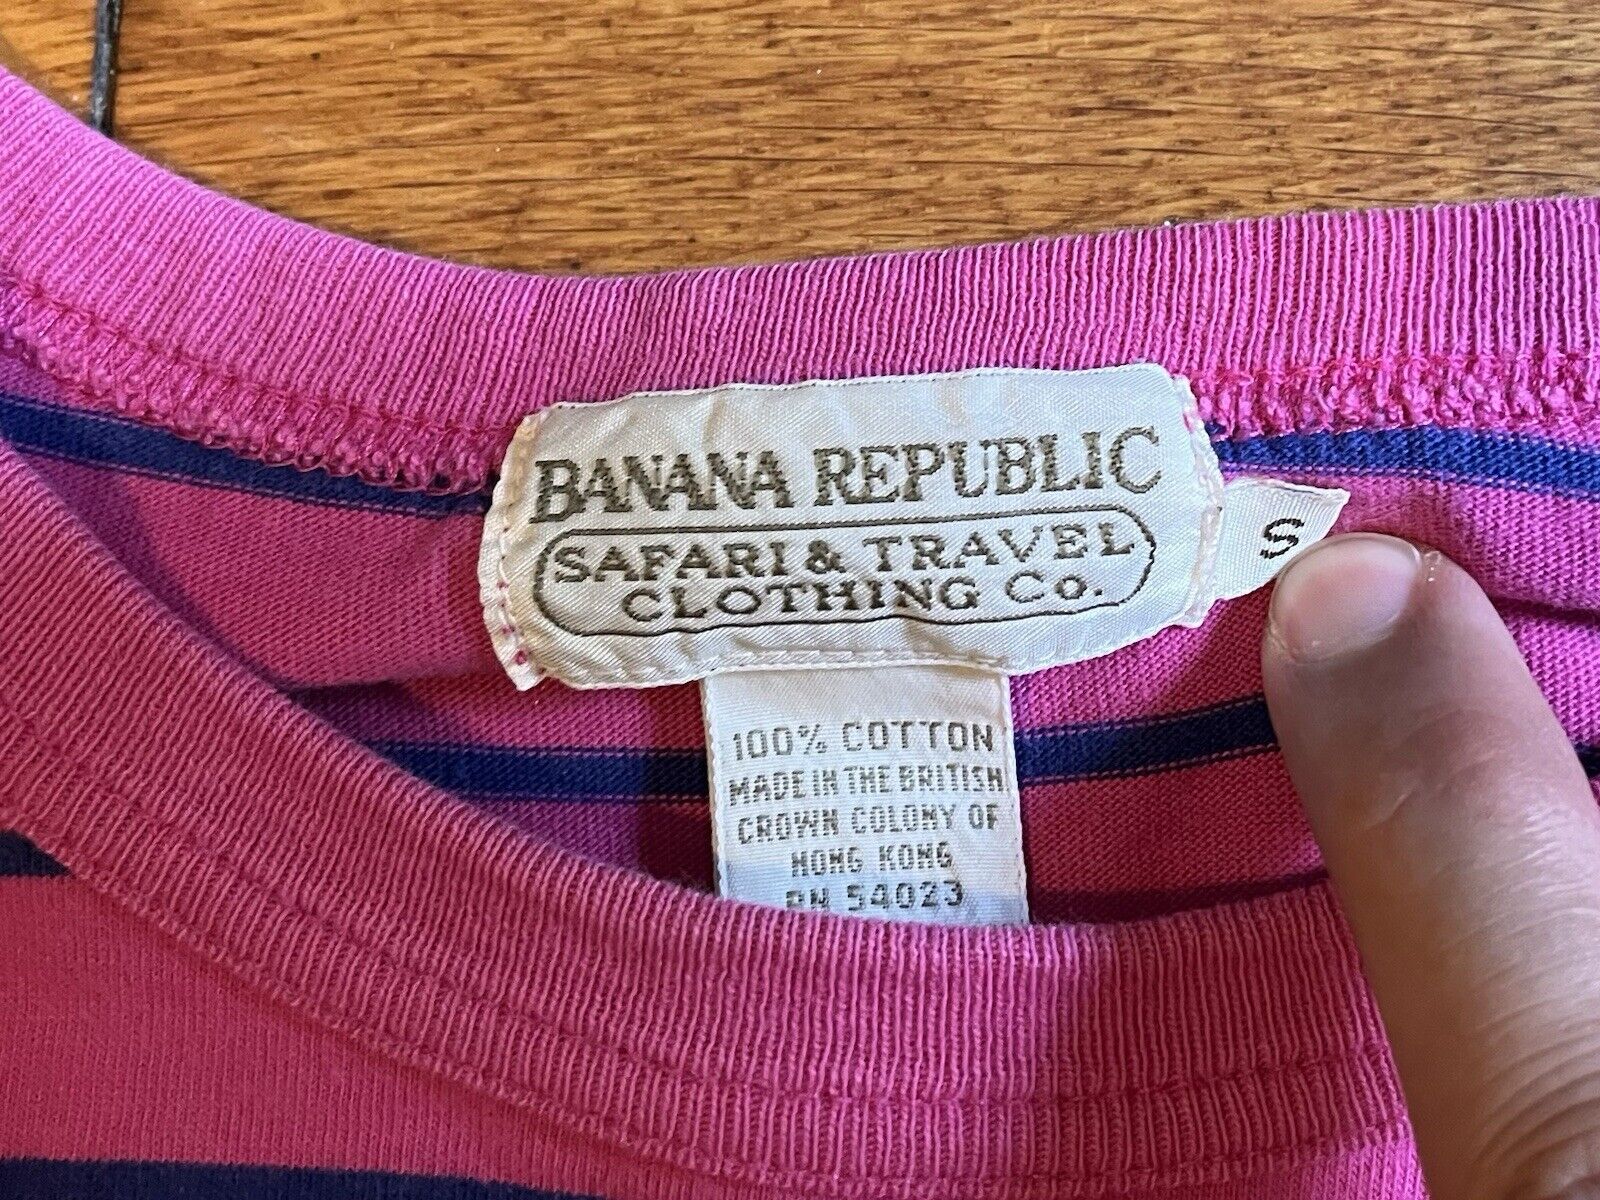 BANANA REPUBLIC
SAFARI & TRAVEL
CLOTHING Co.
S
100% COTTON
MADE IN THE BRITISH
CROWN COLONY OF
HONG KONG
RN 54023